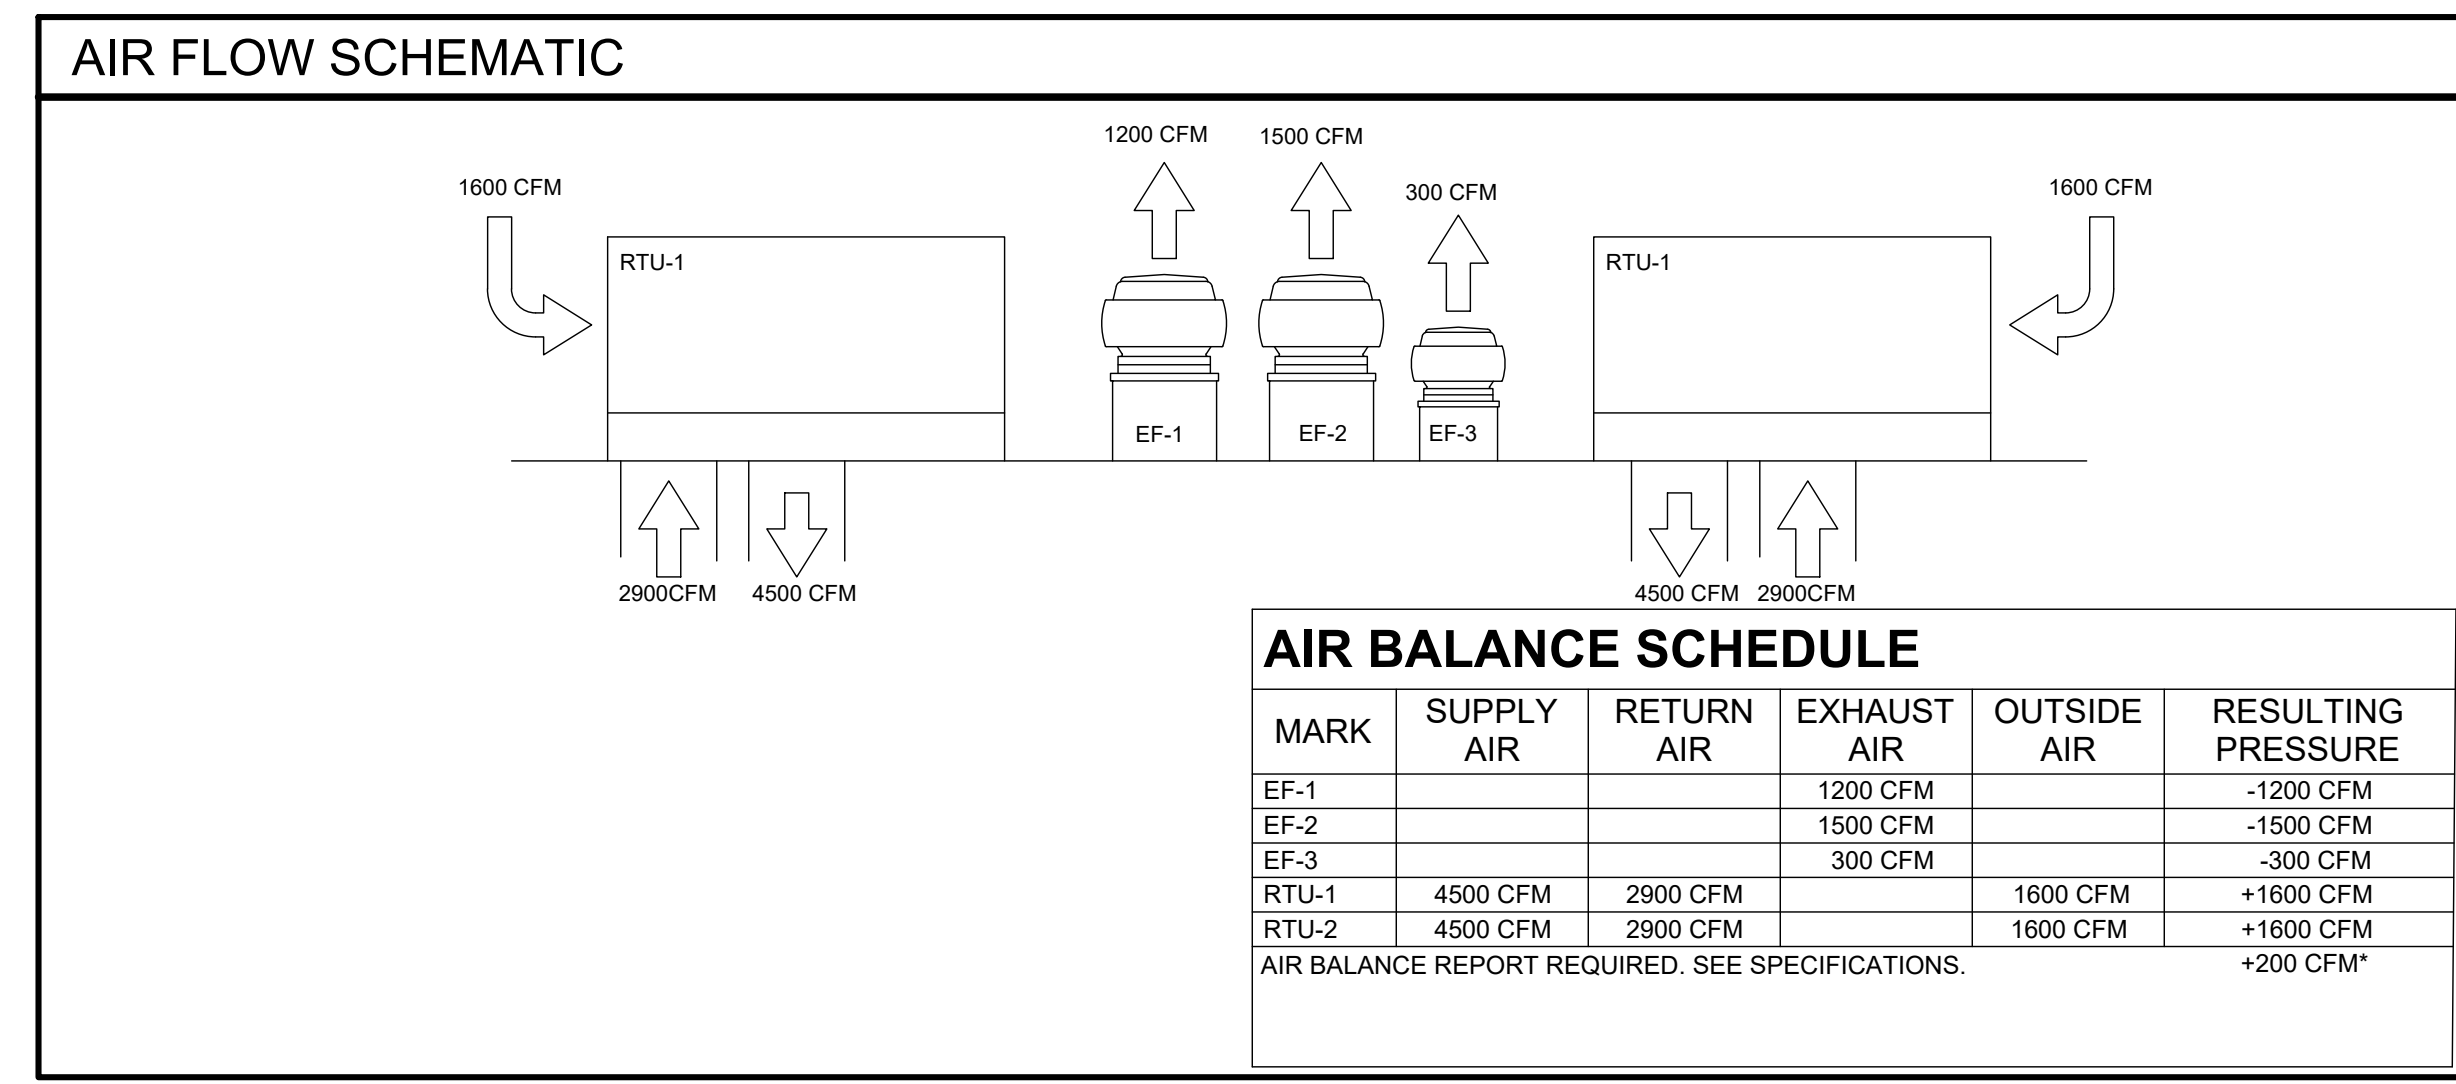 AIR FLOW SCHEMATIC
1200 CFM
1500 CFM
1600 CFM
300 CFM
1600 CFM
RTU-1
RTU-1
EF-1
EF-2
EF-3
2900CFM
4500 CFM
4500 CFM
2900CFM
AIR BALANCE SCHEDULE
MARK
SUPPLY
AIR
RETURN
AIR
EXHAUST
AIR
OUTSIDE
AIR
RESULTING
PRESSURE
EF-1 1200 CFM -1200 CFM
EF-2 1500 CFM -1500 CFM
EF-3 300 CFM -300 CFM
RTU-1 4500 CFM 2900 CFM 1600 CFM +1600 CFM
RTU-2 4500 CFM 2900 CFM 1600 CFM +1600 CFM
AIR BALANCE REPORT REQUIRED. SEE SPECIFICATIONS. +200 CFM*